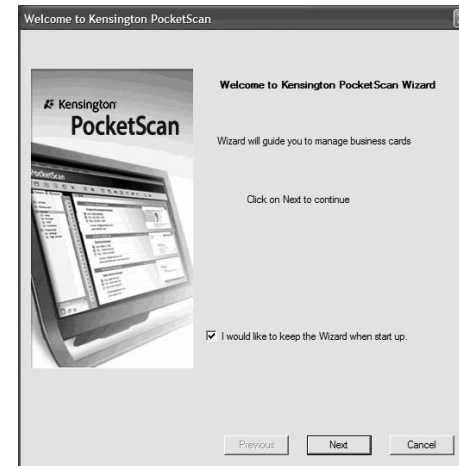 Welcome to Kensington PocketScan
Kensington
PocketScan
PocketScan
Welcome to Kensington PocketScan Wizard
Wizard will guide you to manage business cards
Click on Next to continue
I would like to keep the Wizard when start up.
Previous
Next
Cancel